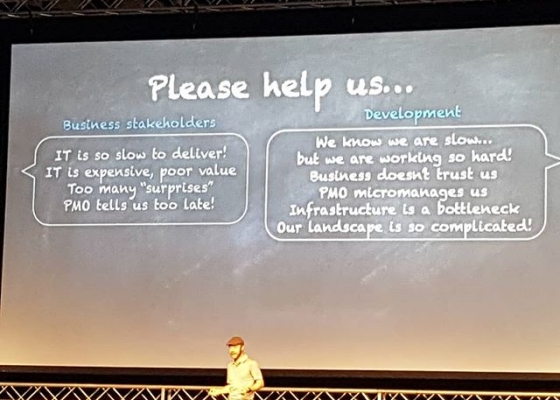 Please help us...
Business stakeholders
IT is so slow to deliver!
IT is expensive, poor value
Too many "surprises"
PMO tells us too late!
Development
We know we are slow...
but we are working so hard!
Business doesnt trust us
PMO micromanages us
Infrastructure is a bottleneck
Our landscape is so complicated!